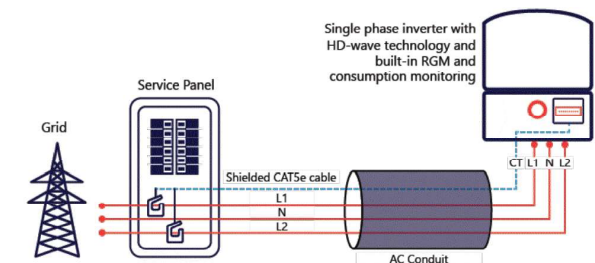 Single phase inverter with
HD-wave technology and
built-in RGM and
consumption monitoring
Service Panel
Grid
CT L1 N L2
Shielded CAT5e cable
L1
N
L2
AC Conduit